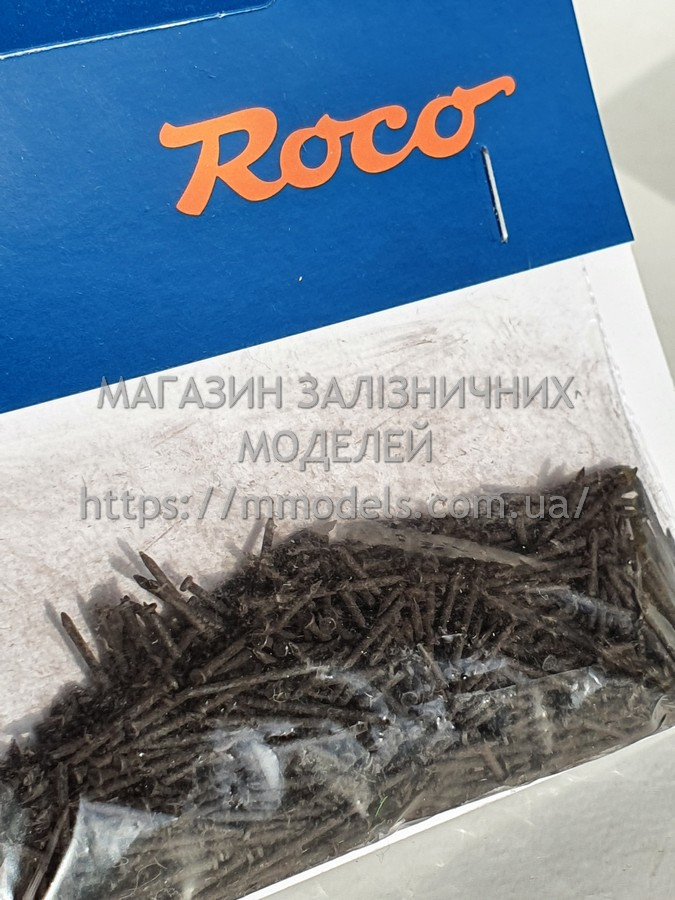 Roco
МАГАЗИН ЗАЛІЗНИЧНИХ
МОДЕЛЕЙ
https://mmodels.com.ua/